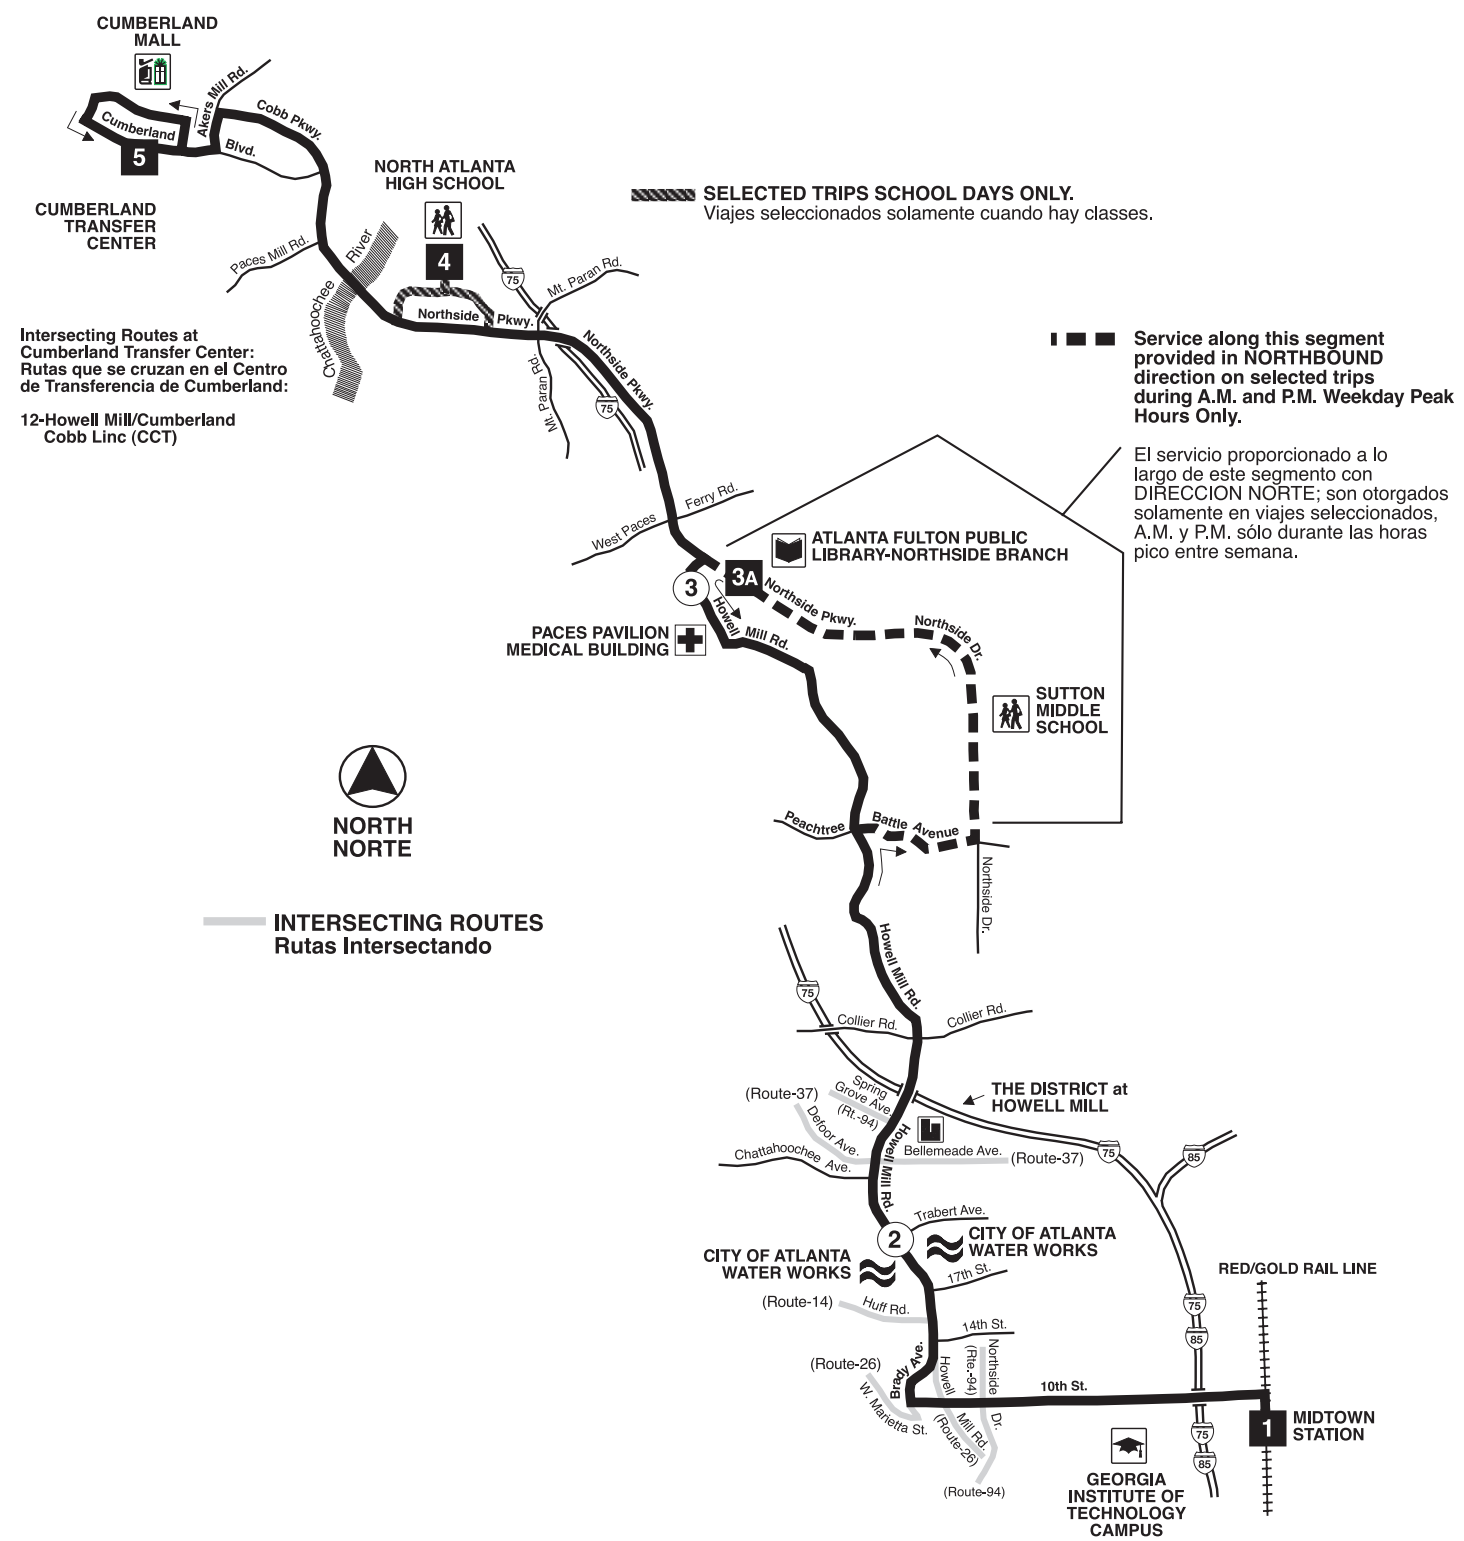 CUMBERLAND
MALL
Akers Mill Rd.
Cobb Pkwy.
Cumberland
Blvd.
5
CUMBERLAND
TRANSFER
CENTER
NORTH ATLANTA
HIGH SCHOOL
4
SELECTED TRIPS SCHOOL DAYS ONLY.
Viajes seleccionados solamente cuando hay classes.
Paces Mill Rd.
Chattahoochee
River
75
Mt. Paran Rd.
Northside
Pkwy.
Northside Pkwy.
Mt. Paran Rd.
75
Intersecting Routes at
Cumberland Transfer Center:
Rutas que se cruzan en el Centro
de Transferencia de Cumberland:
12-Howell Mill/Cumberland
Cobb Linc (CCT)
Service along this segment
provided in NORTHBOUND
direction on selected trips
during A.M. and P.M. Weekday Peak
Hours Only.
El servicio proporcionado a lo
largo de este segmento con
DIRECCION NORTE; son otorgados
solamente en viajes seleccionados,
A.M. y P.M. sólo durante las horas
pico entre semana.
West Paces
Ferry Rd.
ATLANTA FULTON PUBLIC
LIBRARY-NORTHSIDE BRANCH
3
3A
Northside Pkwy.
Northside Dr.
Howell
Mill Rd.
PACES PAVILION
MEDICAL BUILDING
SUTTON
MIDDLE
SCHOOL
NORTH
NORTE
Peachtree
Battle Avenue
Northside Dr.
INTERSECTING ROUTES
Rutas Intersectando
Howell Mill Rd.
75
Collier Rd.
Collier Rd.
Spring
Grove Ave.
(Rt.-94)
(Route-37)
Defoor Ave.
THE DISTRICT at
HOWELL MILL
Howell Mill Rd.
Bellemeade Ave.
(Route-37)
75
85
Chattahoochee Ave.
Trabert Ave.
2
CITY OF ATLANTA
WATER WORKS
CITY OF ATLANTA
WATER WORKS
17th St.
RED/GOLD RAIL LINE
(Route-14)
Huff Rd.
75
85
14th St.
Brady Ave.
(Route-26)
W. Marietta St.
Howell
Mill Rd.
(Route-26)
Northside
Dr.
(Rte.-94)
10th St.
1
MIDTOWN
STATION
75
85
(Route-94)
GEORGIA
INSTITUTE OF
TECHNOLOGY
CAMPUS